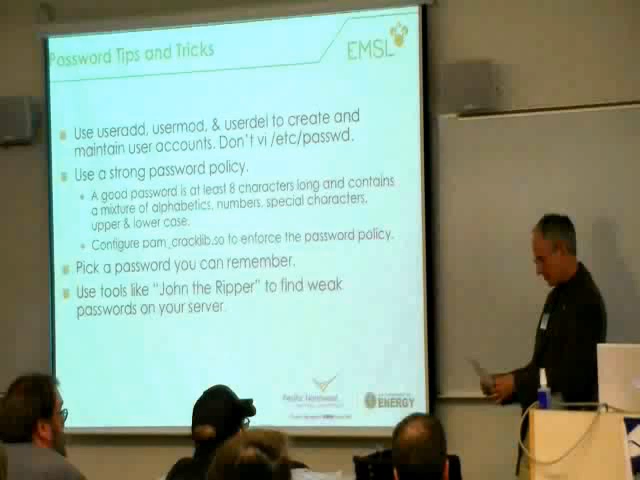 Password Tips and Tricks
EMSL
Use useradd, usermod, & userdel to create and
maintain user accounts. Don't vi /etc/passwd.
Use a strong password policy.
A good password is at least 8 characters long and contains
a mixture of alphabetics, numbers, special characters,
upper & lower case.
Configure pam_cracklib.so to enforce the password policy.
Pick a password you can remember.
Use tools like "John the Ripper" to find weak
passwords on your server.
Pacific Northwest
ENERGY